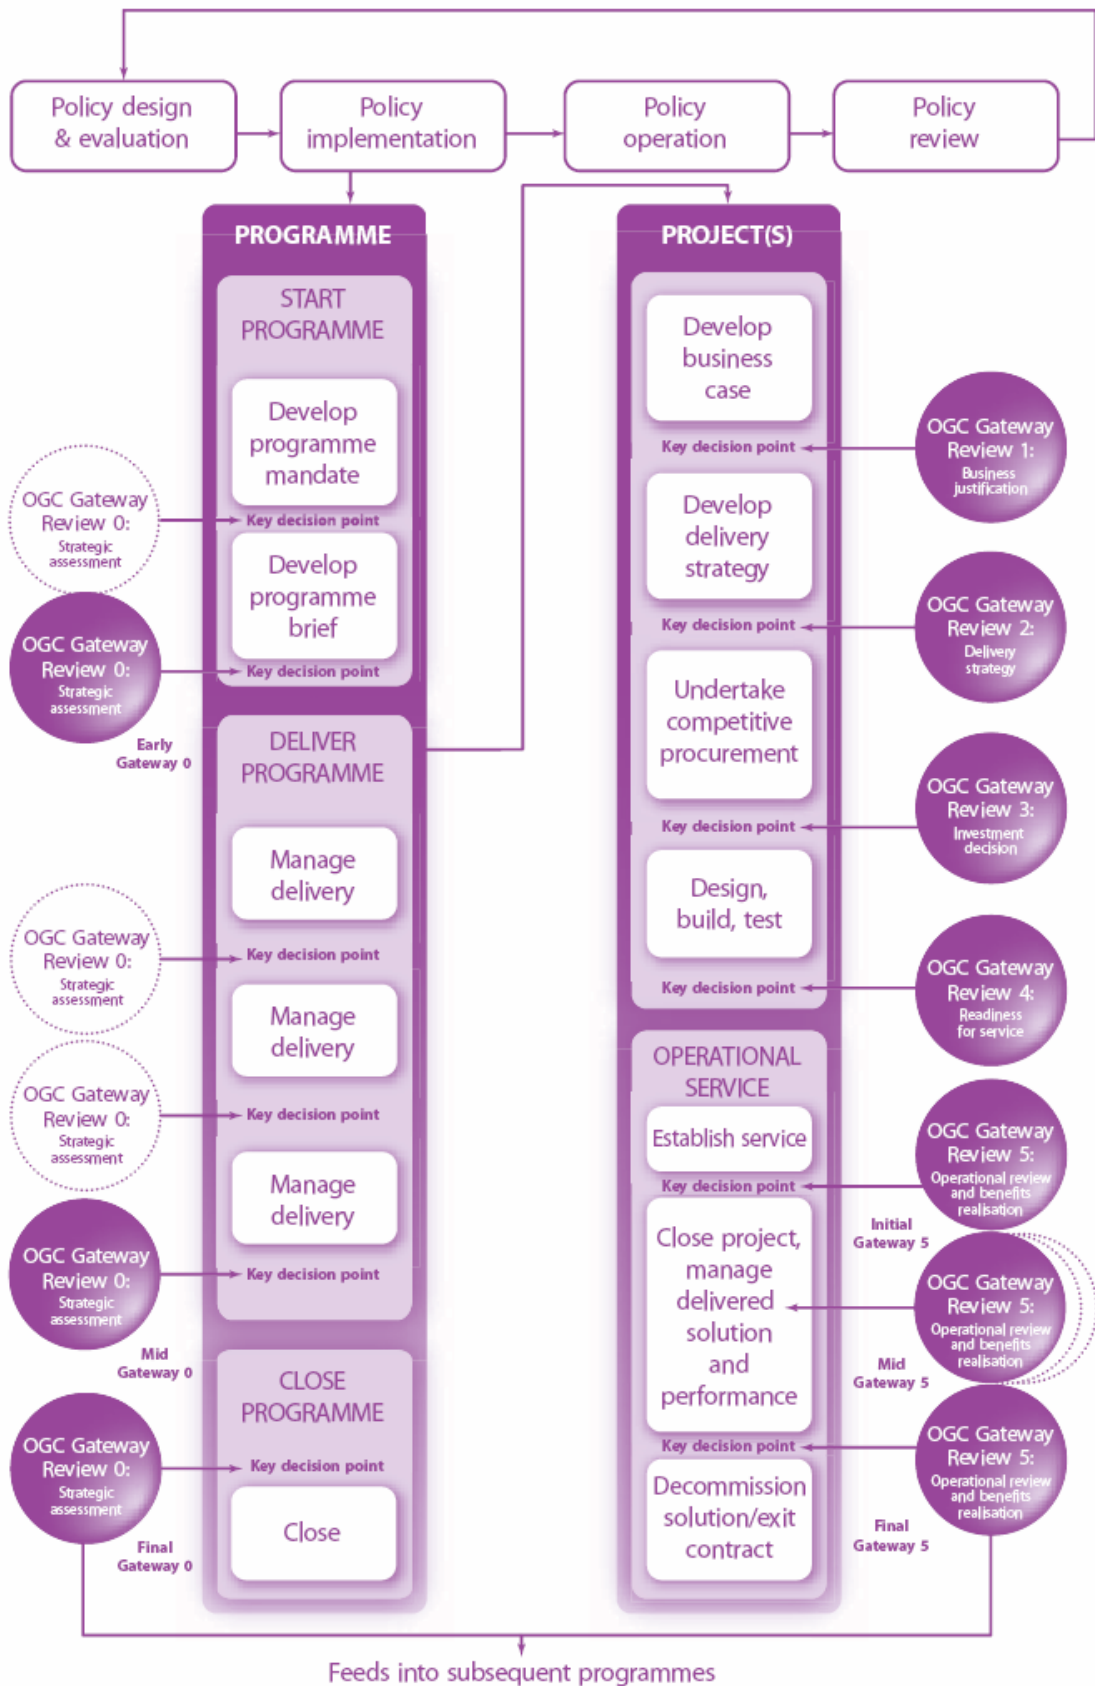 Policy design
& evaluation
Policy
implementation
Policy
operation
Policy
review
PROGRAMME
START
PROGRAMME
Develop
programme
mandate
OGC Gateway
Review 0:
Strategic
assessment
Key decision point
Develop
programme
brief
OGC Gateway
Review 0:
Strategic
assessment
Key decision point
Early
Gateway 0
DELIVER
PROGRAMME
Manage
delivery
OGC Gateway
Review 0:
Strategic
assessment
Key decision point
Manage
delivery
OGC Gateway
Review 0:
Strategic
assessment
Key decision point
Manage
delivery
OGC Gateway
Review 0:
Strategic
assessment
Key decision point
Mid
Gateway 0
CLOSE
PROGRAMME
OGC Gateway
Review 0:
Strategic
assessment
Key decision point
Close
Final
Gateway 0
PROJECT(S)
Develop
business
case
Key decision point
OGC Gateway
Review 1:
Business
justification
Develop
delivery
strategy
Key decision point
OGC Gateway
Review 2:
Delivery
strategy
Undertake
competitive
procurement
Key decision point
OGC Gateway
Review 3:
Investment
decision
Design,
build, test
Key decision point
OGC Gateway
Review 4:
Readiness
for service
OPERATIONAL
SERVICE
Establish service
Key decision point
OGC Gateway
Review 5:
Operational review
and benefits
realisation
Initial
Gateway 5
Close project,
manage
delivered
solution
and
performance
OGC Gateway
Review 5:
Operational review
and benefits
realisation
Mid
Gateway 5
Key decision point
OGC Gateway
Review 5:
Operational review
and benefits
realisation
Decommission
solution/exit
contract
Final
Gateway 5
Feeds into subsequent programmes